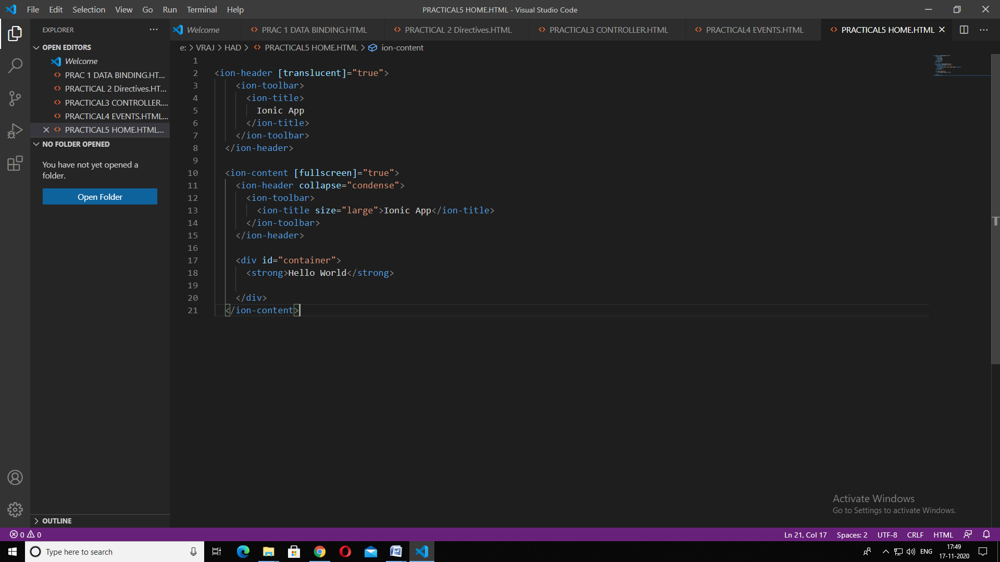 File Edit Selection View Go Run Terminal Help
PRACTICAL5 HOME.HTML - Visual Studio Code
EXPLORER
Welcome
PRAC 1 DATA BINDING.HTML
PRACTICAL 2 Directives.HTML
PRACTICAL3 CONTROLLER.HTML
PRACTICAL4 EVENTS.HTML
PRACTICAL5 HOME.HTML
OPEN EDITORS
Welcome
PRAC 1 DATA BINDING.HT...
PRACTICAL 2 Directives.HT...
PRACTICAL3 CONTROLLER....
PRACTICAL4 EVENTS.HTML...
PRACTICAL5 HOME.HTML...
NO FOLDER OPENED
You have not yet opened a
folder.
Open Folder
OUTLINE
e: > VRAJ > HAD > PRACTICAL5 HOME.HTML > ion-content
1
2 <ion-header [translucent]="true">
3 <ion-toolbar>
4 <ion-title>
5 Ionic App
6 </ion-title>
7 </ion-toolbar>
8 </ion-header>
9
10 <ion-content [fullscreen]="true">
11 <ion-header collapse="condense">
12 <ion-toolbar>
13 <ion-title size="large">Ionic App</ion-title>
14 </ion-toolbar>
15 </ion-header>
16
17 <div id="container">
18 <strong>Hello World</strong>
19
20 </div>
21 </ion-content>
Activate Windows
Go to Settings to activate Windows.
0 0
Ln 21, Col 17 Spaces: 2 UTF-8 CRLF HTML
Type here to search
ENG
17:49
17-11-2020